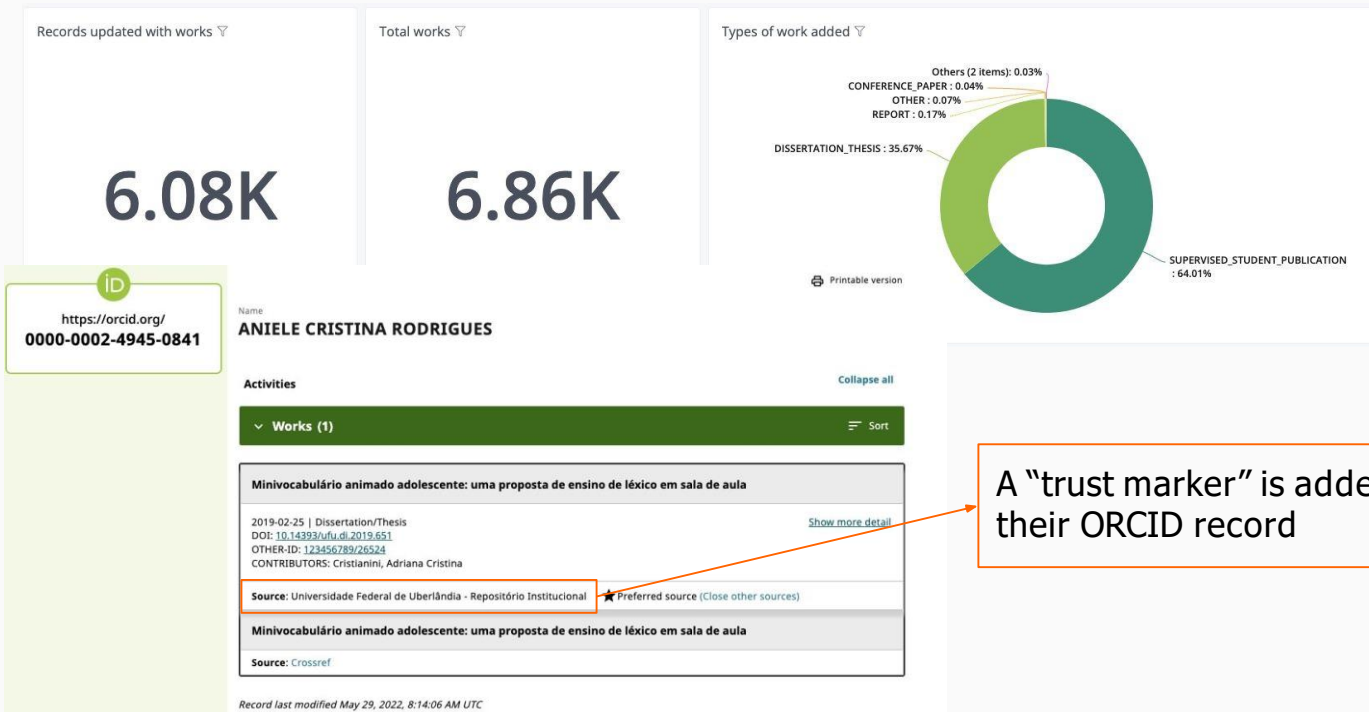 Records updated with works
Total works
Types of work added
6.08K
6.86K
Others (2 items): 0.03%
CONFERENCE_PAPER : 0.04%
OTHER : 0.07%
REPORT : 0.17%
DISSERTATION_THESIS : 35.67%
SUPERVISED_STUDENT_PUBLICATION
: 64.01%
iD
https://orcid.org/
0000-0002-4945-0841
Printable version
Name
ANIELE CRISTINA RODRIGUES
Activities
Collapse all
Works (1)
Sort
Minivocabulário animado adolescente: uma proposta de ensino de léxico em sala de aula
2019-02-25 | Dissertation/Thesis
Show more detail
DOI: 10.14393/ufu.di.2019.651
OTHER-ID: 123456789/26524
CONTRIBUTORS: Cristianini, Adriana Cristina
Source: Universidade Federal de Uberlândia - Repositório Institucional ★ Preferred source (Close other sources)
Minivocabulário animado adolescente: uma proposta de ensino de léxico em sala de aula
Source: Crossref
Record last modified May 29, 2022, 8:14:06 AM UTC
A “trust marker” is adde
their ORCID record